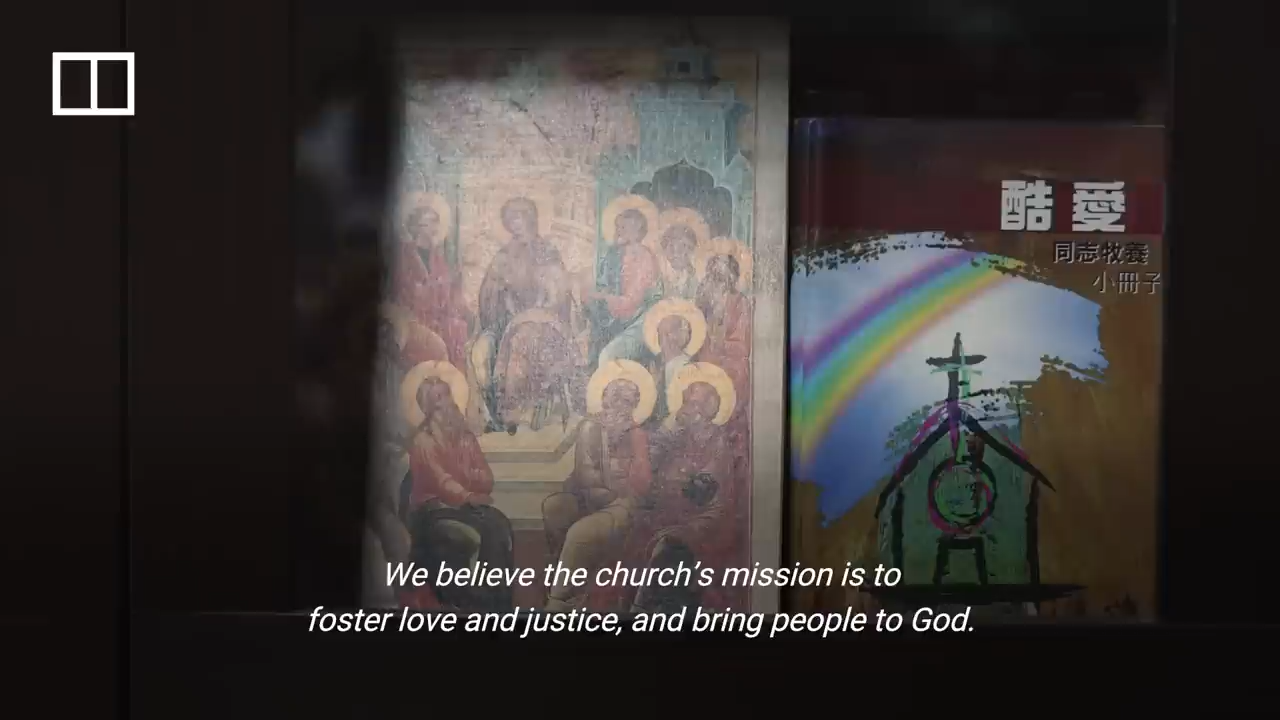 酷愛
同志牧養
小冊子
We believe the church’s mission is to
foster love and justice, and bring people to God.